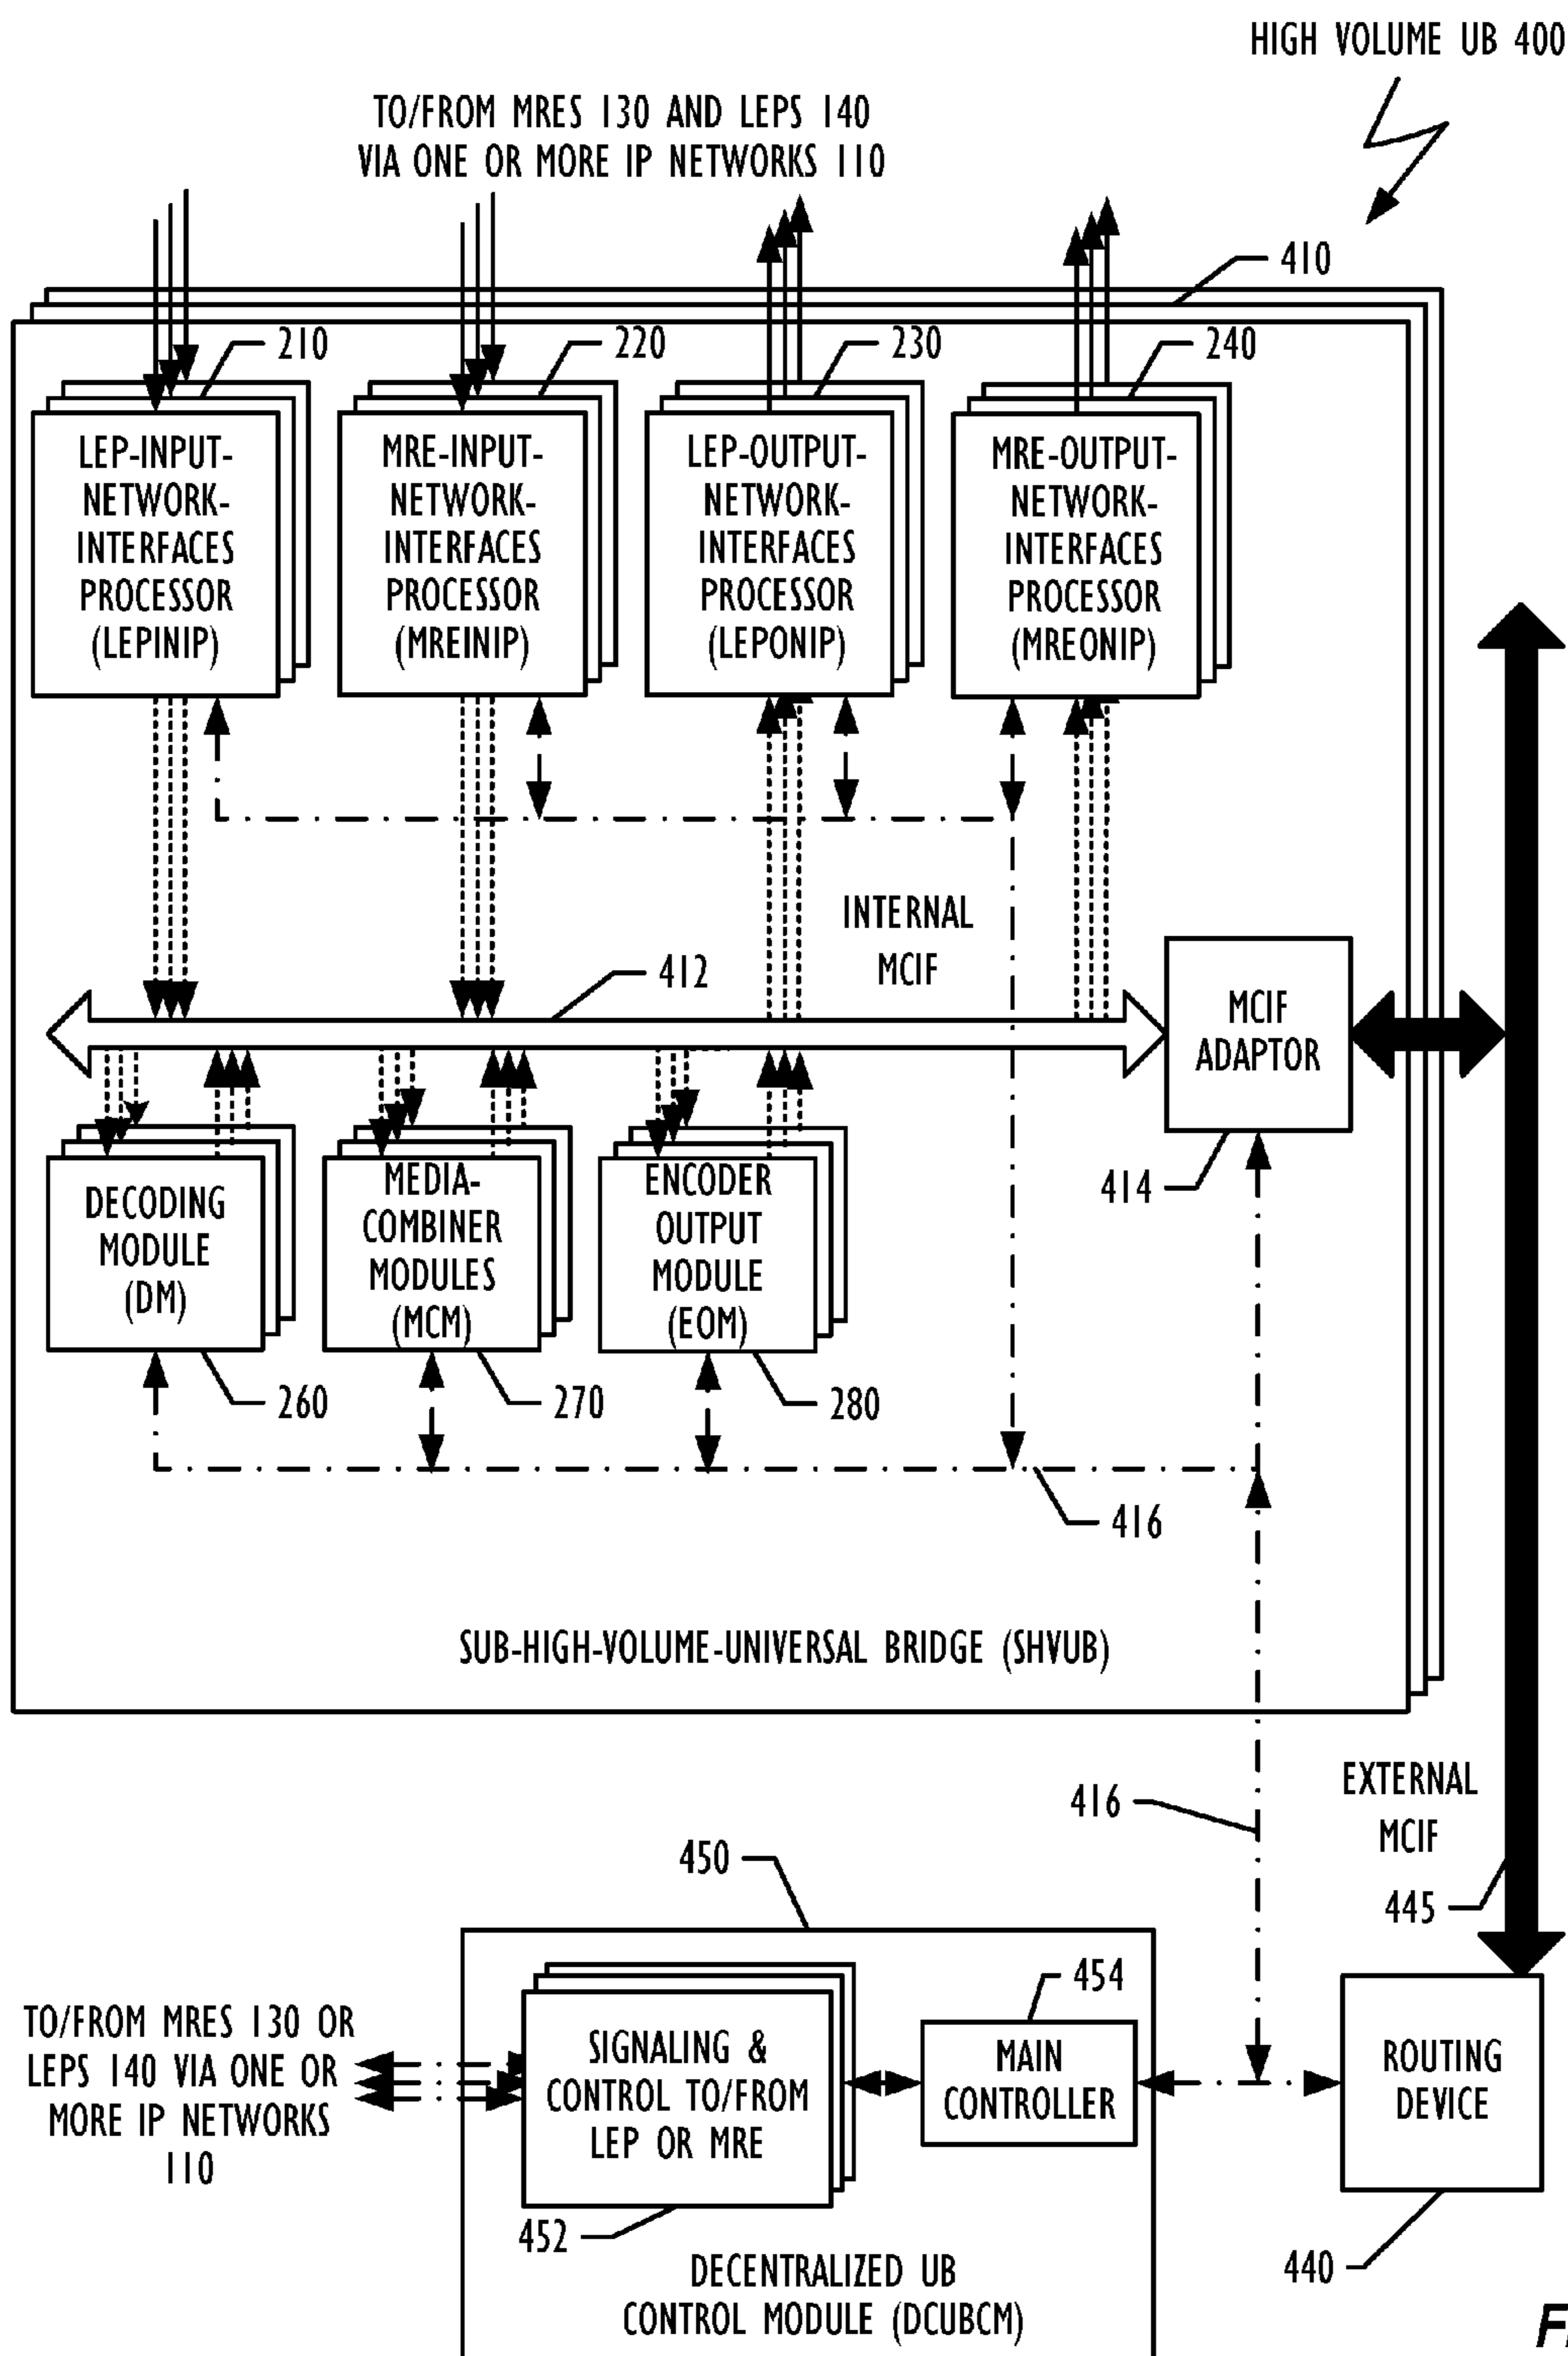 HIGH VOLUME UB 400
TO/FROM MRES 130 AND LEPS 140
VIA ONE OR MORE IP NETWORKS 110
410
210
220
230
240
LEP-INPUT-
NETWORK-
INTERFACES
PROCESSOR
(LEPINIP)
MRE-INPUT-
NETWORK-
INTERFACES
PROCESSOR
(MREINIP)
LEP-OUTPUT-
NETWORK-
INTERFACES
PROCESSOR
(LEPONIP)
MRE-OUTPUT-
NETWORK-
INTERFACES
PROCESSOR
(MREONIP)
INTERNAL
MCIF
412
MCIF
ADAPTOR
414
DECODING
MODULE
(DM)
MEDIA-
COMBINER
MODULES
(MCM)
ENCODER
OUTPUT
MODULE
(EOM)
260
270
280
416
SUB-HIGH-VOLUME-UNIVERSAL BRIDGE (SHVUB)
416
EXTERNAL
MCIF
445
450
454
TO/FROM MRES 130 OR
LEPS 140 VIA ONE OR
MORE IP NETWORKS
110
SIGNALING &
CONTROL TO/FROM
LEP OR MRE
MAIN
CONTROLLER
ROUTING
DEVICE
452
440
DECENTRALIZED UB
CONTROL MODULE (DCUBCM)